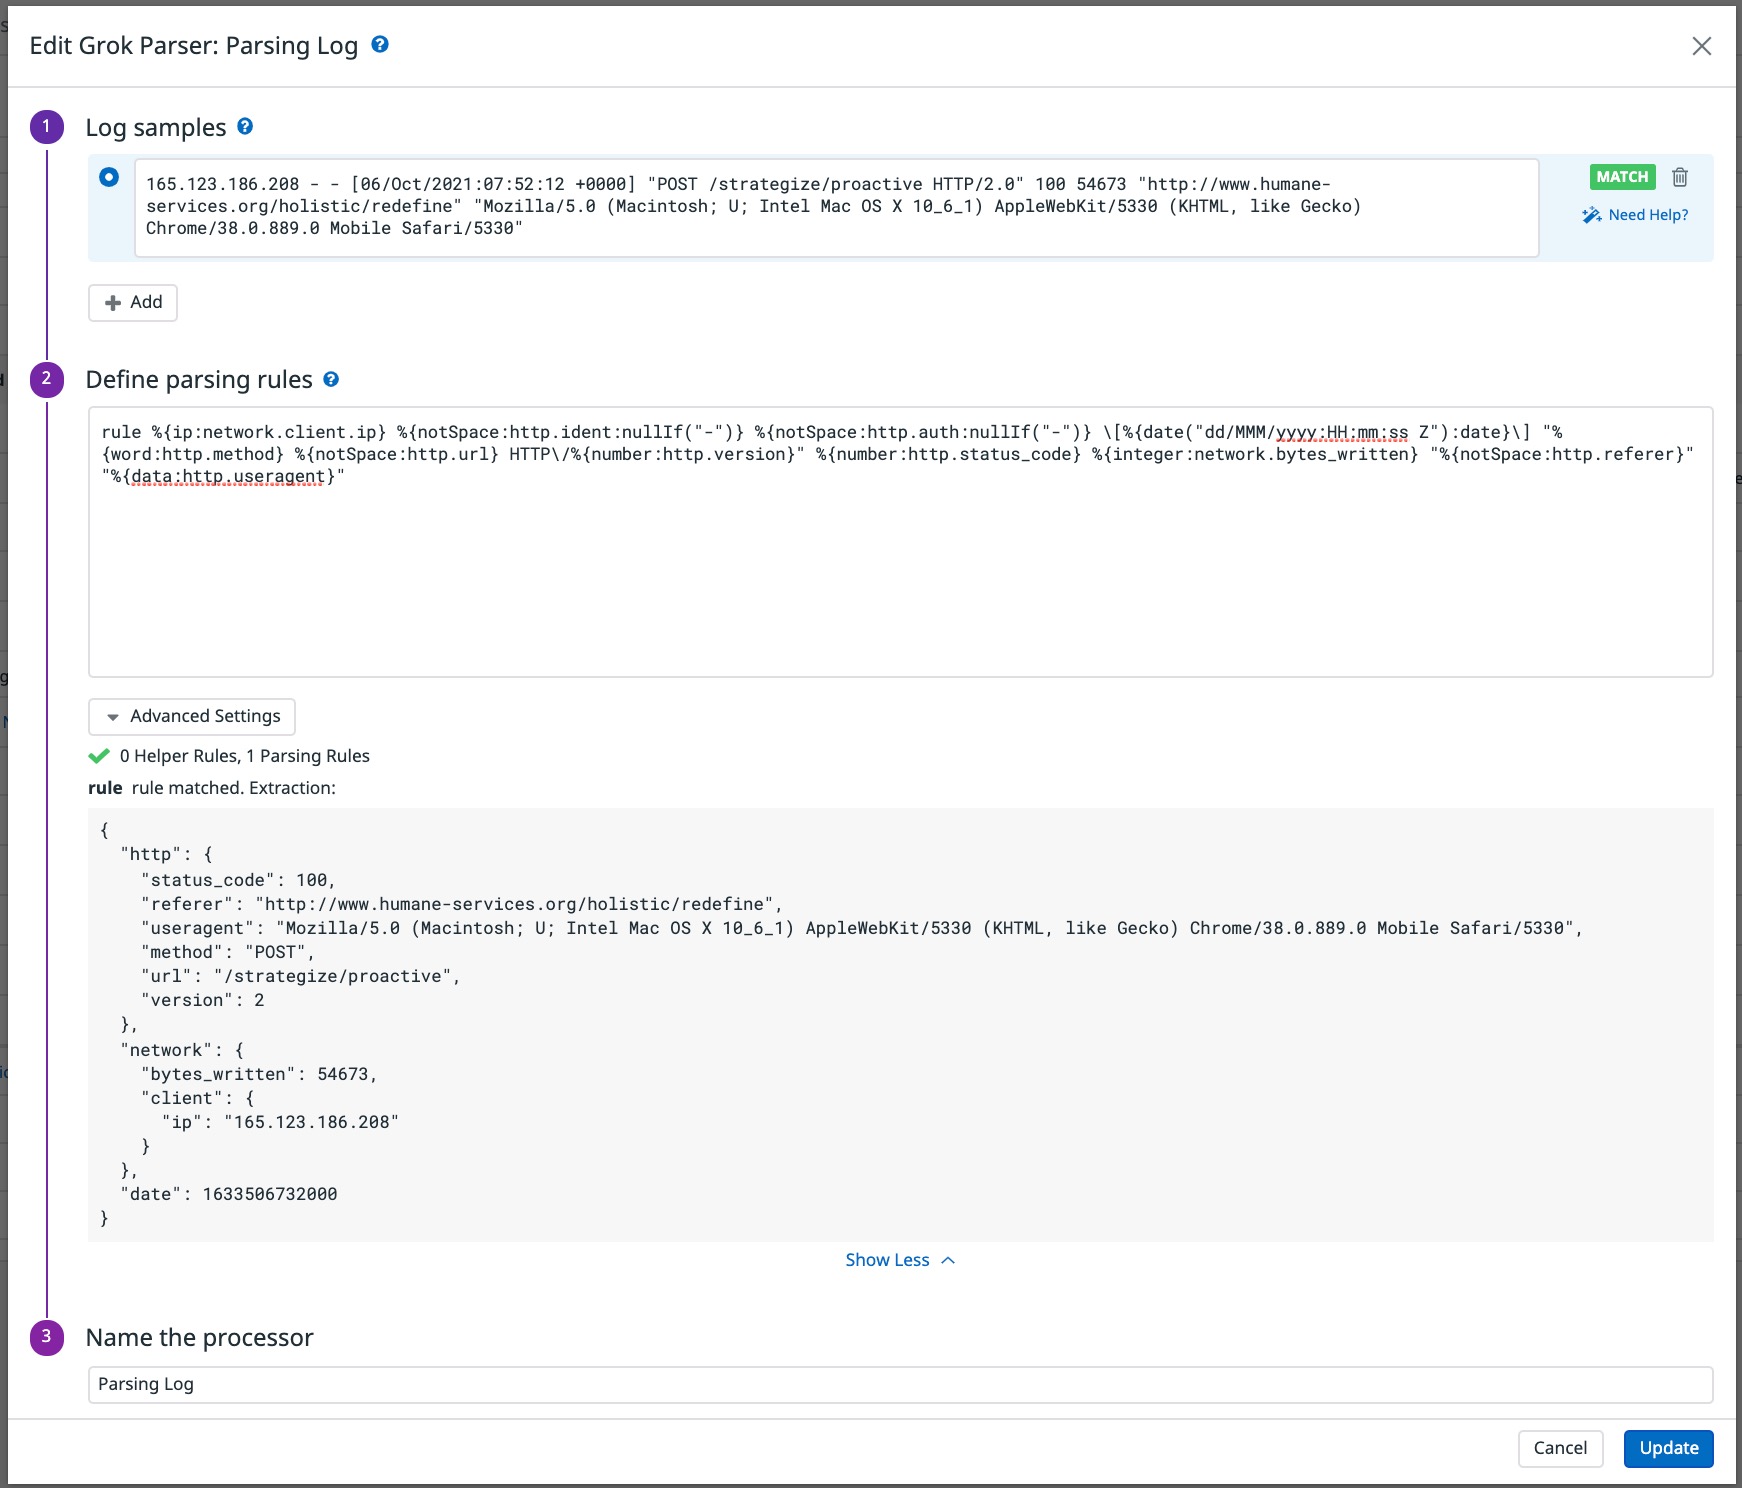 Edit Grok Parser: Parsing Log ?
1 Log samples ?
165.123.186.208 - - [06/Oct/2021:07:52:12 +0000] "POST /strategize/proactive HTTP/2.0" 100 54673 "http://www.humane-
services.org/holistic/redefine" "Mozilla/5.0 (Macintosh; U; Intel Mac OS X 10_6_1) AppleWebKit/5330 (KHTML, like Gecko)
Chrome/38.0.889.0 Mobile Safari/5330"
MATCH
Need Help?
Add
2 Define parsing rules ?
rule %{ip:network.client.ip} %{notSpace:http.ident:nullIf("-")} %{notSpace:http.auth:nullIf("-")} \[%{date("dd/MMM/yyyy:HH:mm:ss Z"):date}\] "%
{word:http.method} %{notSpace:http.url} HTTP\/%{number:http.version}" %{number:http.status_code} %{integer:network.bytes_written} "%{notSpace:http.referer}"
"%{data:http.useragent}"
Advanced Settings
0 Helper Rules, 1 Parsing Rules
rule rule matched. Extraction:
{
"http": {
"status_code": 100,
"referer": "http://www.humane-services.org/holistic/redefine",
"useragent": "Mozilla/5.0 (Macintosh; U; Intel Mac OS X 10_6_1) AppleWebKit/5330 (KHTML, like Gecko) Chrome/38.0.889.0 Mobile Safari/5330",
"method": "POST",
"url": "/strategize/proactive",
"version": 2
},
"network": {
"bytes_written": 54673,
"client": {
"ip": "165.123.186.208"
}
},
"date": 1633506732000
}
Show Less
3 Name the processor
Parsing Log
Cancel
Update